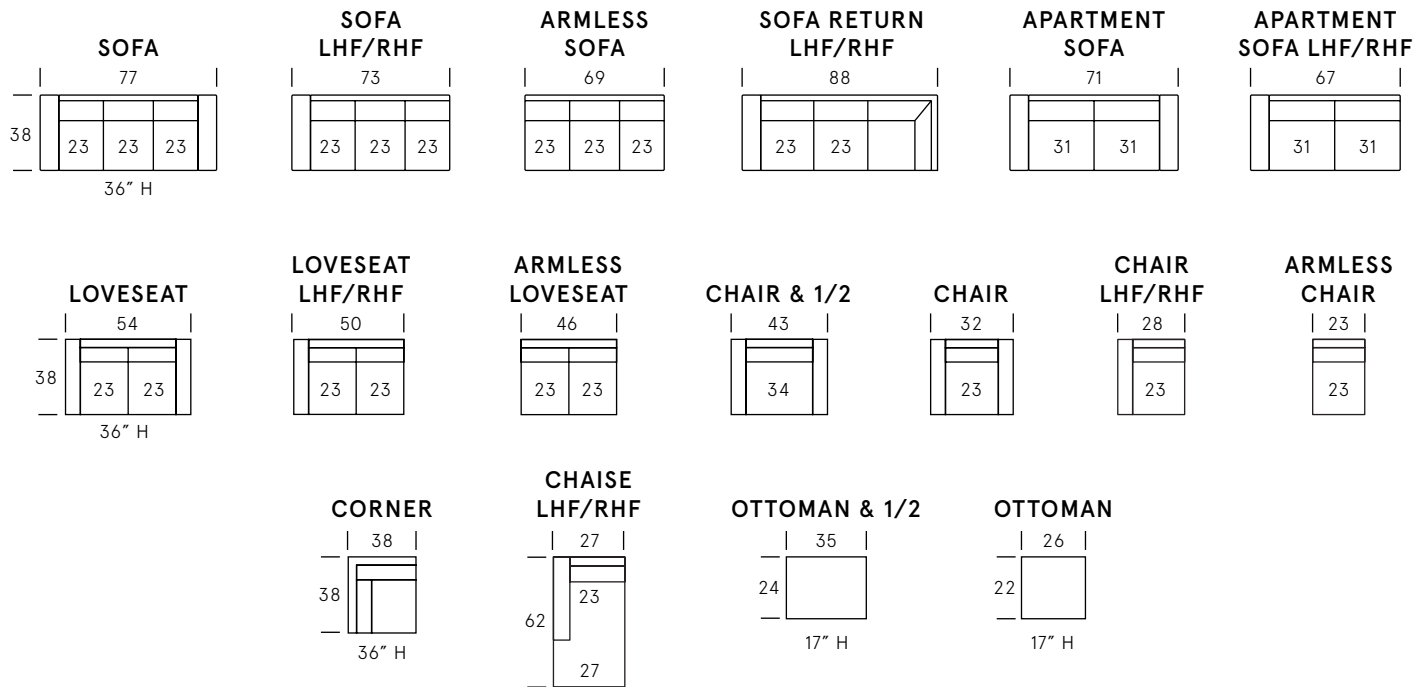 SOFA
77
38
23 23 23
36" H
SOFA
LHF/RHF
73
23 23 23
ARMLESS
SOFA
69
23 23 23
SOFA RETURN
LHF/RHF
88
23 23
APARTMENT
SOFA
71
31 31
APARTMENT
SOFA LHF/RHF
67
31 31
LOVESEAT
54
38
23 23
36" H
LOVESEAT
LHF/RHF
50
23 23
ARMLESS
LOVESEAT
46
23 23
CHAIR & 1/2
43
34
CHAIR
32
23
CHAIR
LHF/RHF
28
23
ARMLESS
CHAIR
23
23
CORNER
38
38
36" H
CHAISE
LHF/RHF
27
23
62
27
OTTOMAN & 1/2
35
24
17" H
OTTOMAN
26
22
17" H